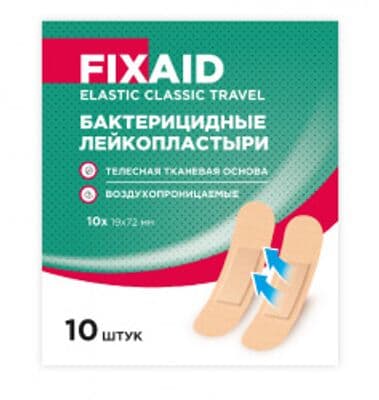 FIXAID
ELASTIC CLASSIC TRAVEL
БАКТЕРИЦИДНЫЕ
ЛЕЙКОПЛАСТЫРИ
ТЕЛЕСНАЯ ТКАНЕВАЯ ОСНОВА
ВОЗДУХОПРОНИЦАЕМЫЕ
10х 19х72 мм
10 ШТУК